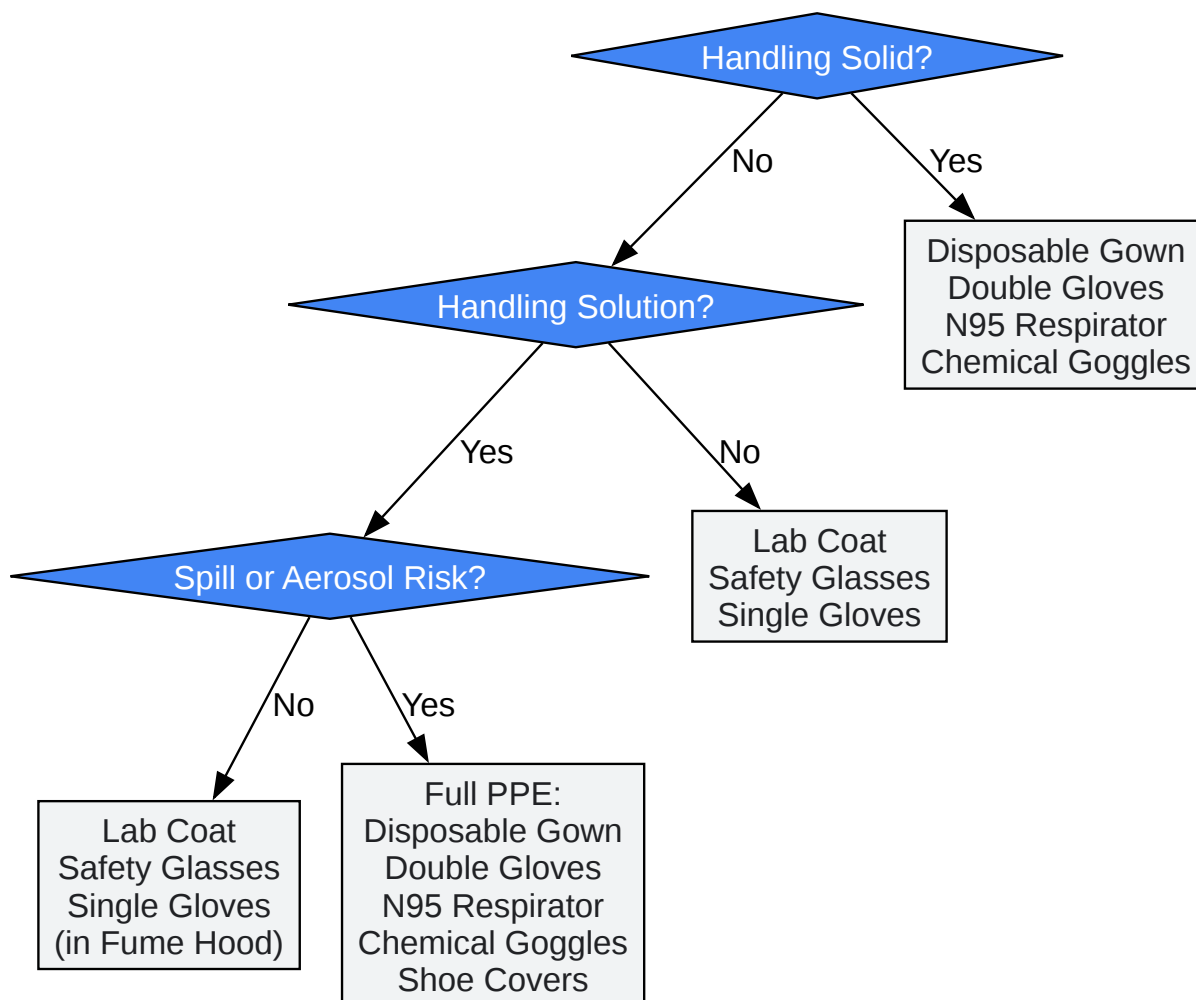 Handling Solid?
No
Yes
Disposable Gown
Double Gloves
N95 Respirator
Chemical Goggles
Handling Solution?
Yes
No
Lab Coat
Safety Glasses
Single Gloves
Spill or Aerosol Risk?
No
Yes
Lab Coat
Safety Glasses
Single Gloves
(in Fume Hood)
Full PPE:
Disposable Gown
Double Gloves
N95 Respirator
Chemical Goggles
Shoe Covers